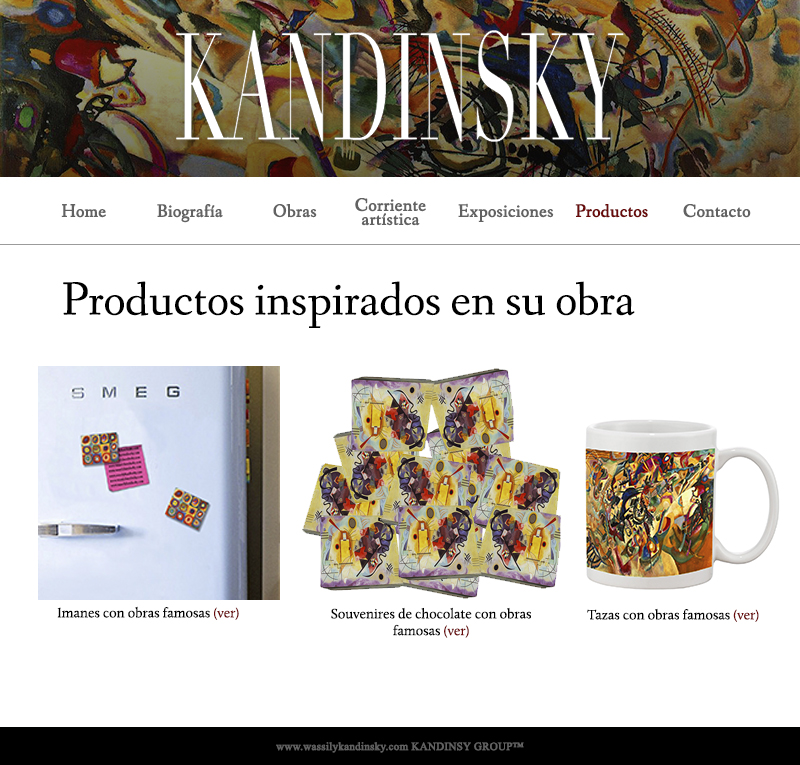 KANDINSKY
Home
Biografía
Obras
Corriente
artística
Exposiciones
Productos
Contacto
Productos inspirados en su obra
SMEG
Imanes con obras famosas (ver)
Souvenires de chocolate con obras
famosas (ver)
Tazas con obras famosas (ver)
www.wassilykandinsky.com KANDINSY GROUP™